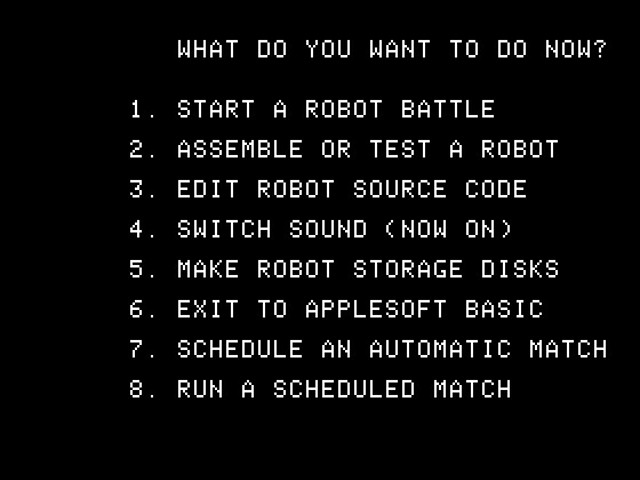 WHAT DO YOU WANT TO DO NOW?
1. START A ROBOT BATTLE
2. ASSEMBLE OR TEST A ROBOT
3. EDIT ROBOT SOURCE CODE
4. SWITCH SOUND (NOW ON)
5. MAKE ROBOT STORAGE DISKS
6. EXIT TO APPLESOFT BASIC
7. SCHEDULE AN AUTOMATIC MATCH
8. RUN A SCHEDULED MATCH